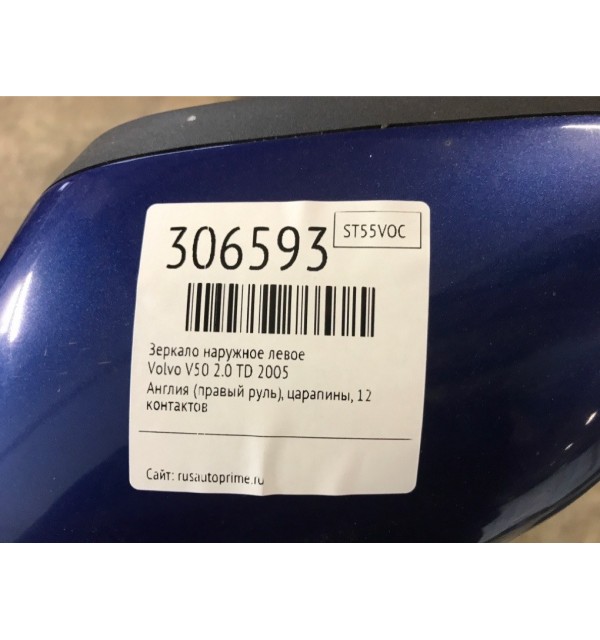 306593
ST55VOC
Зеркало наружное левое
Volvo V50 2.0 TD 2005
Англия (правый руль), царапины, 12
контактов
Сайт: rusautoprime.ru